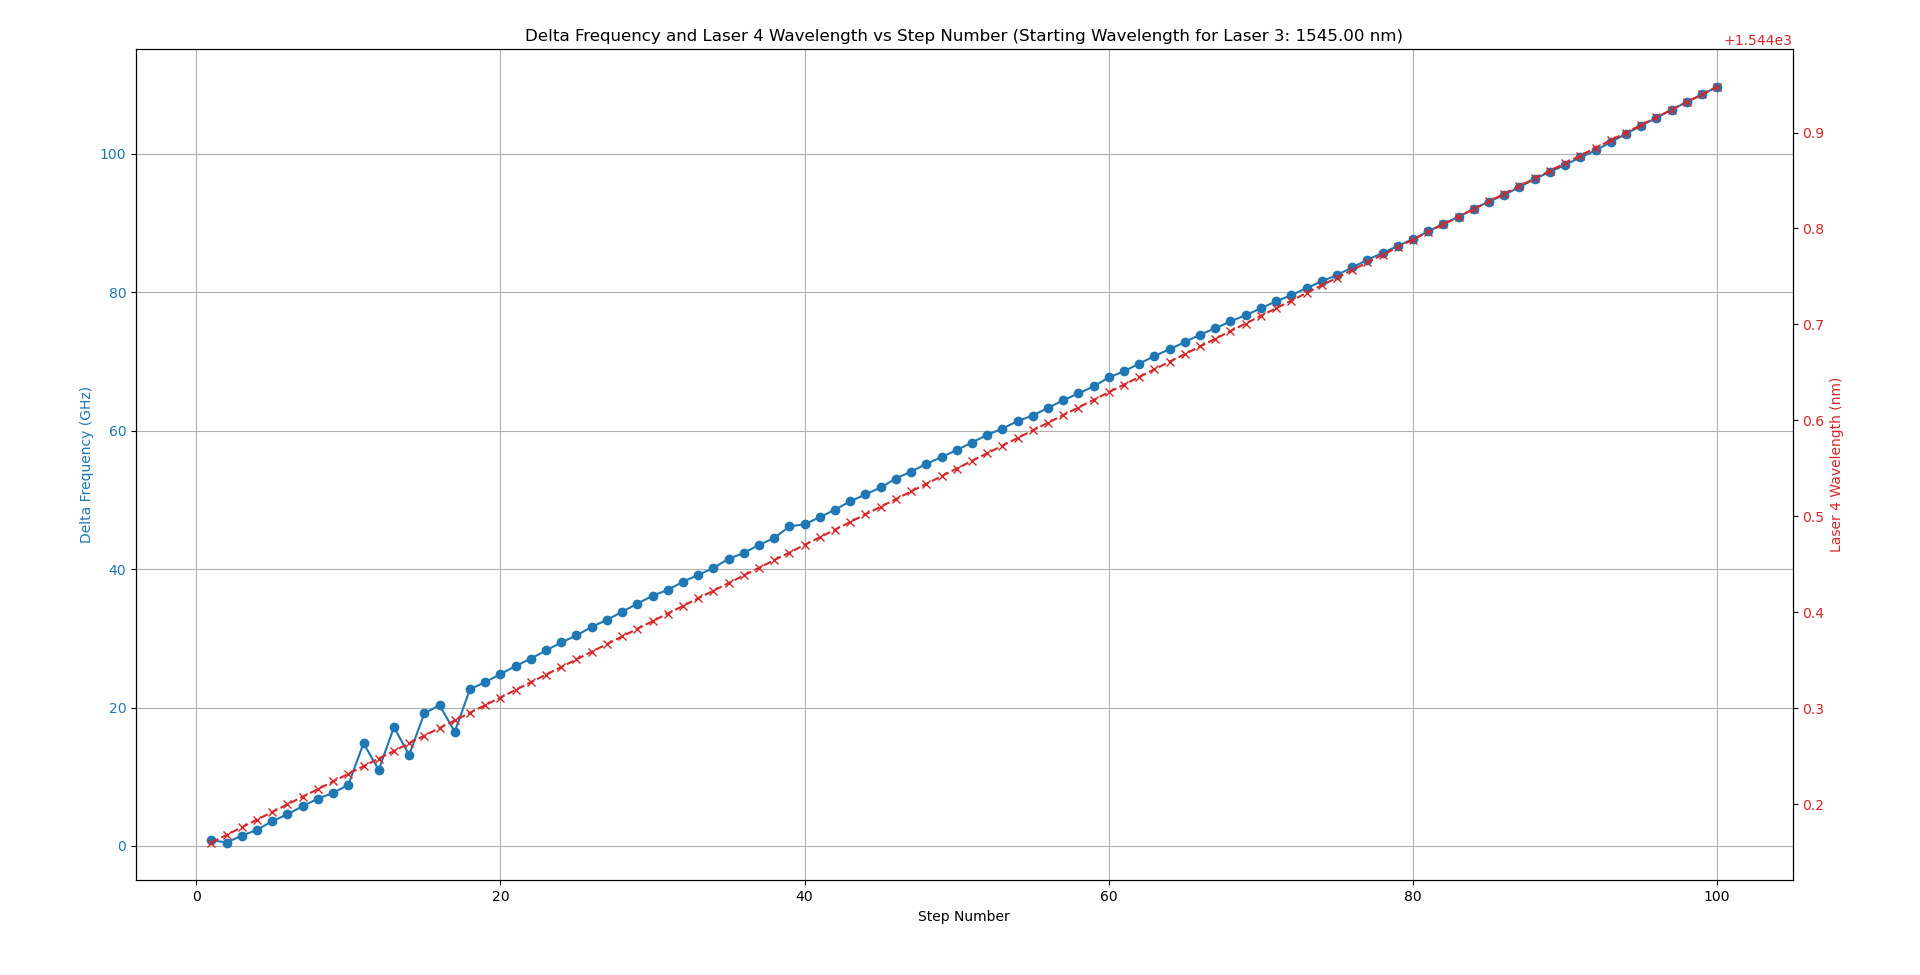 Delta Frequency and Laser 4 Wavelength vs Step Number (Starting Wavelength for Laser 3: 1545.00 nm)
+1.544e3
100
80
60
40
20
0
Delta Frequency (GHz)
0.9
0.8
0.7
0.6
0.5
0.4
0.3
0.2
Laser 4 Wavelength (nm)
0 20 40 60 80 100
Step Number